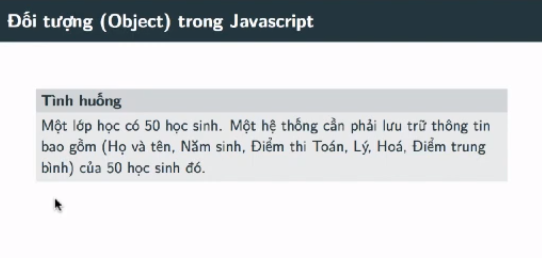 Đối tượng (Object) trong Javascript
Tình huống
Một lớp học có 50 học sinh. Một hệ thống cần phải lưu trữ thông tin
bao gồm (Họ và tên, Năm sinh, Điểm thi Toán, Lý, Hoá, Điểm trung
bình) của 50 học sinh đó.